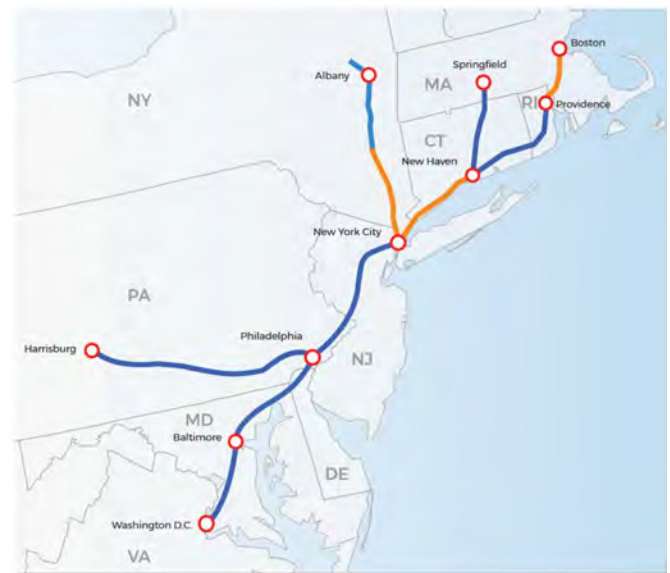 Boston
Springfield
Albany
MA
NY
RI
Providence
CT
New Haven
New York City
PA
Philadelphia
Harrisburg
NJ
MD
Baltimore
DE
Washington D.C.
VA